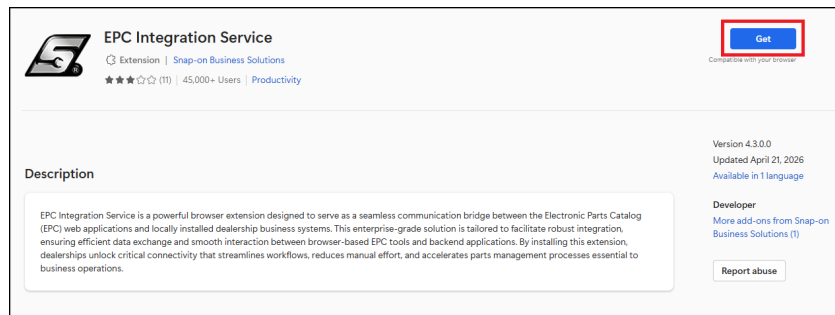 EPC Integration Service
Extension | Snap-on Business Solutions
(11) | 45,000+ Users | Productivity
Get
Compatible with your browser
Description
EPC Integration Service is a powerful browser extension designed to serve as a seamless communication bridge between the Electronic Parts Catalog
(EPC) web applications and locally installed dealership business systems. This enterprise-grade solution is tailored to facilitate robust integration,
ensuring efficient data exchange and smooth interaction between browser-based EPC tools and backend applications. By installing this extension,
dealerships unlock critical connectivity that streamlines workflows, reduces manual effort, and accelerates parts management processes essential to
business operations.
Version 4.3.0.0
Updated April 21, 2026
Available in 1 language
Developer
More add-ons from Snap-on
Business Solutions (1)
Report abuse